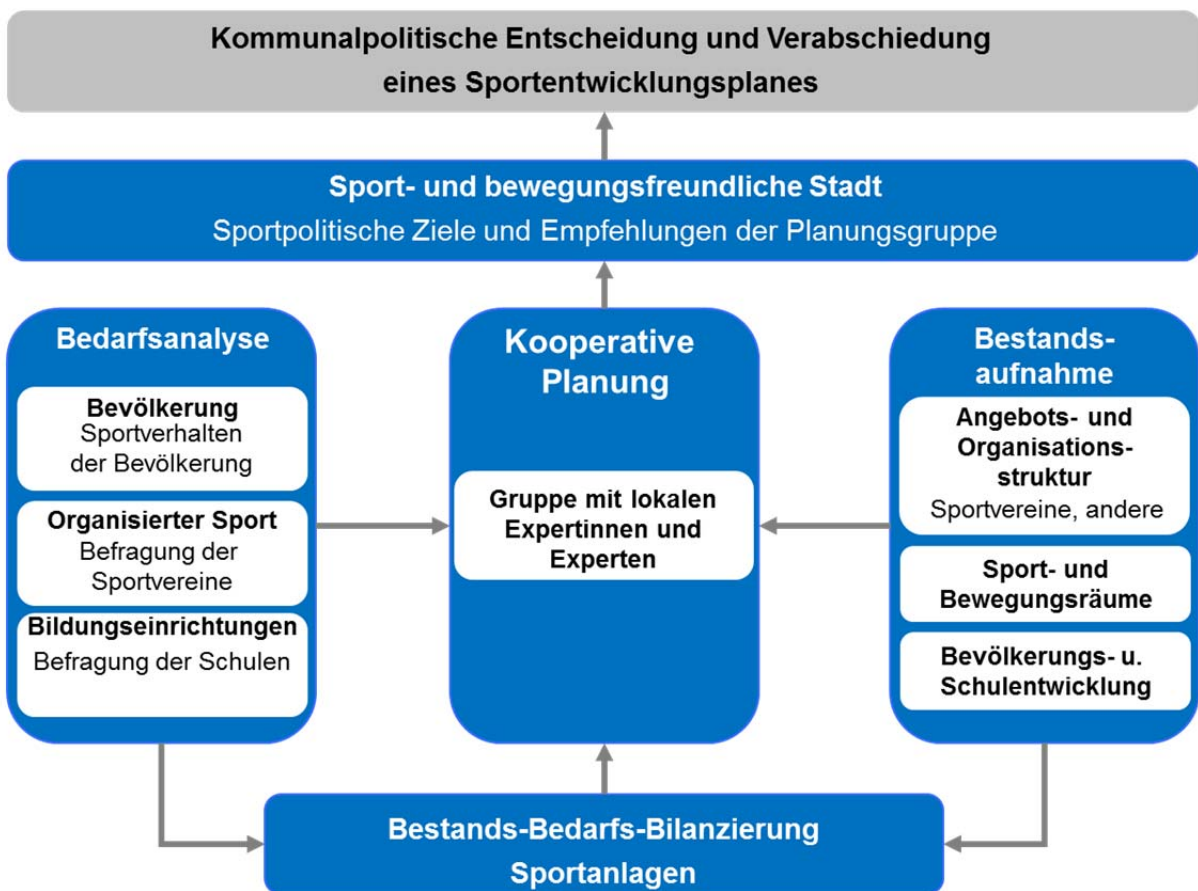 Kommunalpolitische Entscheidung und Verabschiedung
eines Sportentwicklungsplanes
Sport- und bewegungsfreundliche Stadt
Sportpolitische Ziele und Empfehlungen der Planungsgruppe
Bedarfsanalyse
Bevölkerung
Sportverhalten
der Bevölkerung
Organisierter Sport
Befragung der
Sportvereine
Bildungseinrichtungen
Befragung der Schulen
Kooperative
Planung
Gruppe mit lokalen
Expertinnen und
Experten
Bestands-
aufnahme
Angebots- und
Organisations-
struktur
Sportvereine, andere
Sport- und
Bewegungsräume
Bevölkerungs- u.
Schulentwicklung
Bestands-Bedarfs-Bilanzierung
Sportanlagen